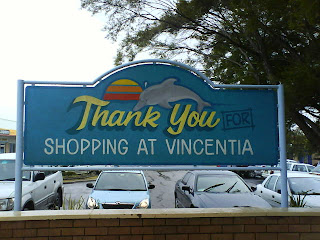 Thank You FOR
SHOPPING AT VINCENTIA